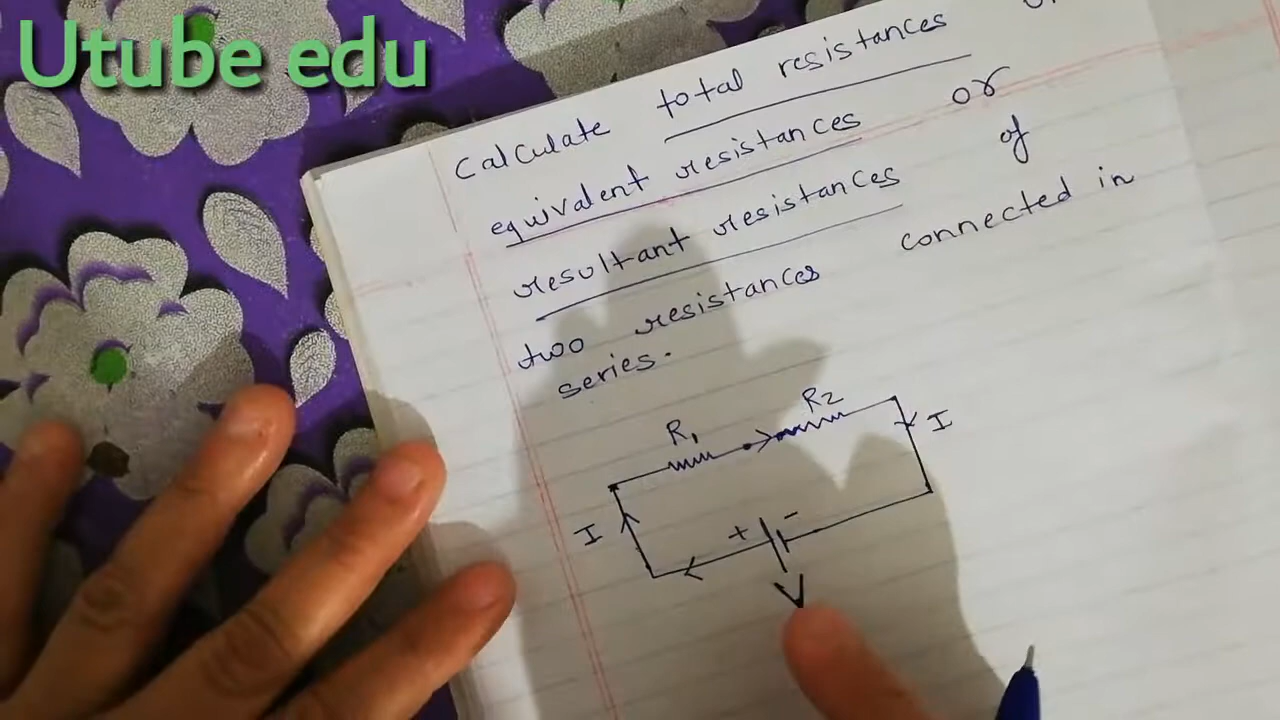 Utube edu
Calculate total resistances
equivalent resistances or
resultant resistances of
two resistances connected in
series.
R1
R2
I
I
+
-
V